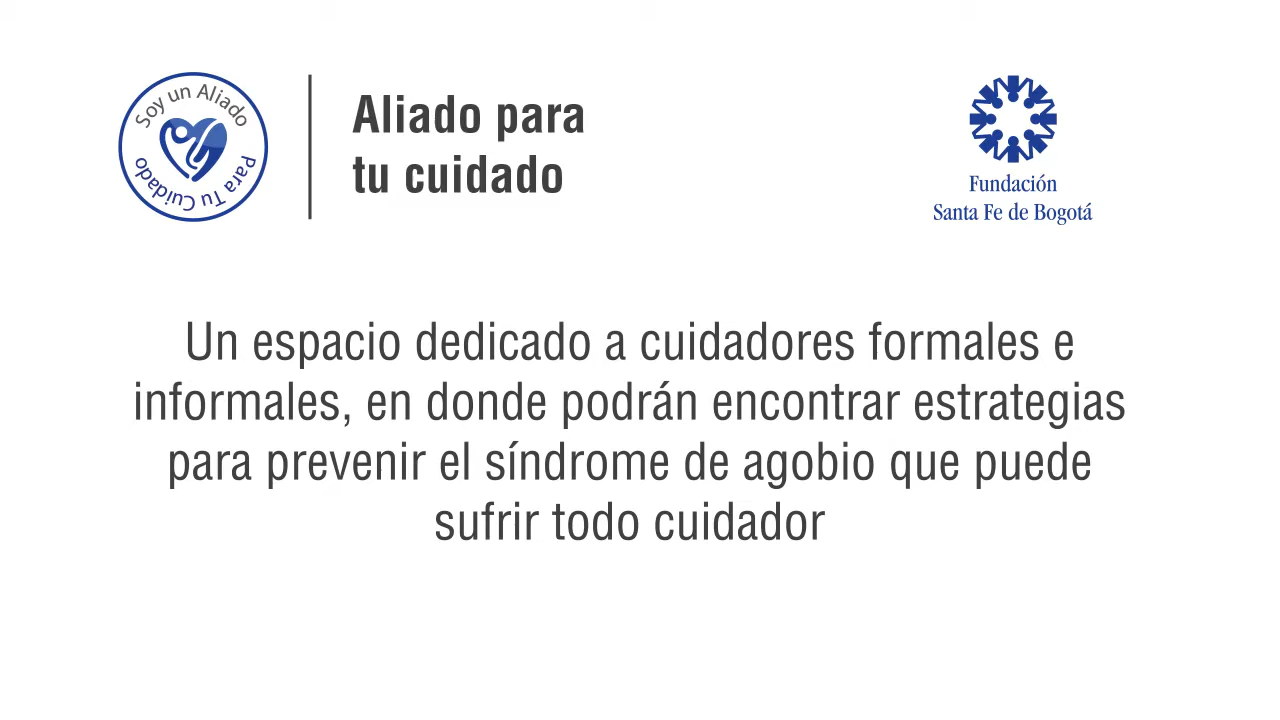 Soy un Aliado
Para Tu Cuidado
Aliado para
tu cuidado
Fundación
Santa Fe de Bogotá
Un espacio dedicado a cuidadores formales e
informales, en donde podrán encontrar estrategias
para prevenir el síndrome de agobio que puede
sufrir todo cuidador